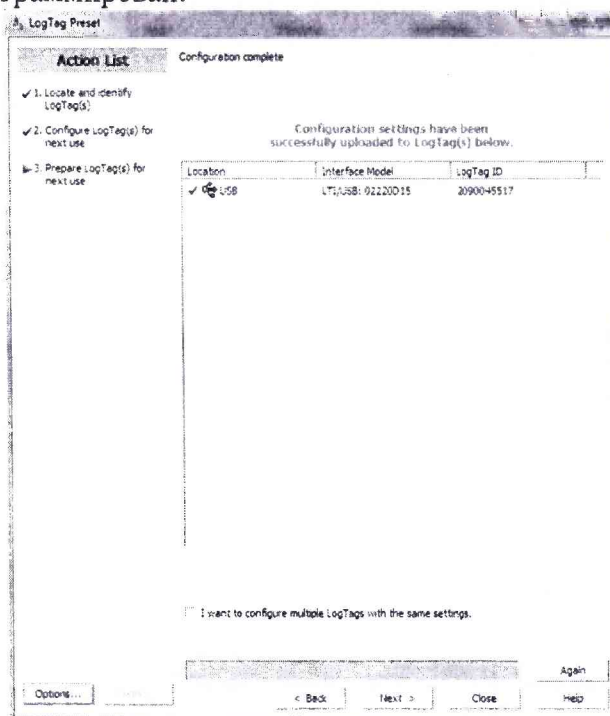 LogTag Preset
Action List
✓ 1. Locate and identify
LogTag(s)
✓ 2. Configure LogTag(s) for
next use
3. Prepare LogTag(s) for
next use
Configuration complete
Configuration settings have been
successfully uploaded to LogTag(s) below.
Location Interface Model LogTag ID
✓ USB LTI/USB: 02220D15 2090045517
I want to configure multiple LogTags with the same settings.
Again
Options... < Back Next > Close Help